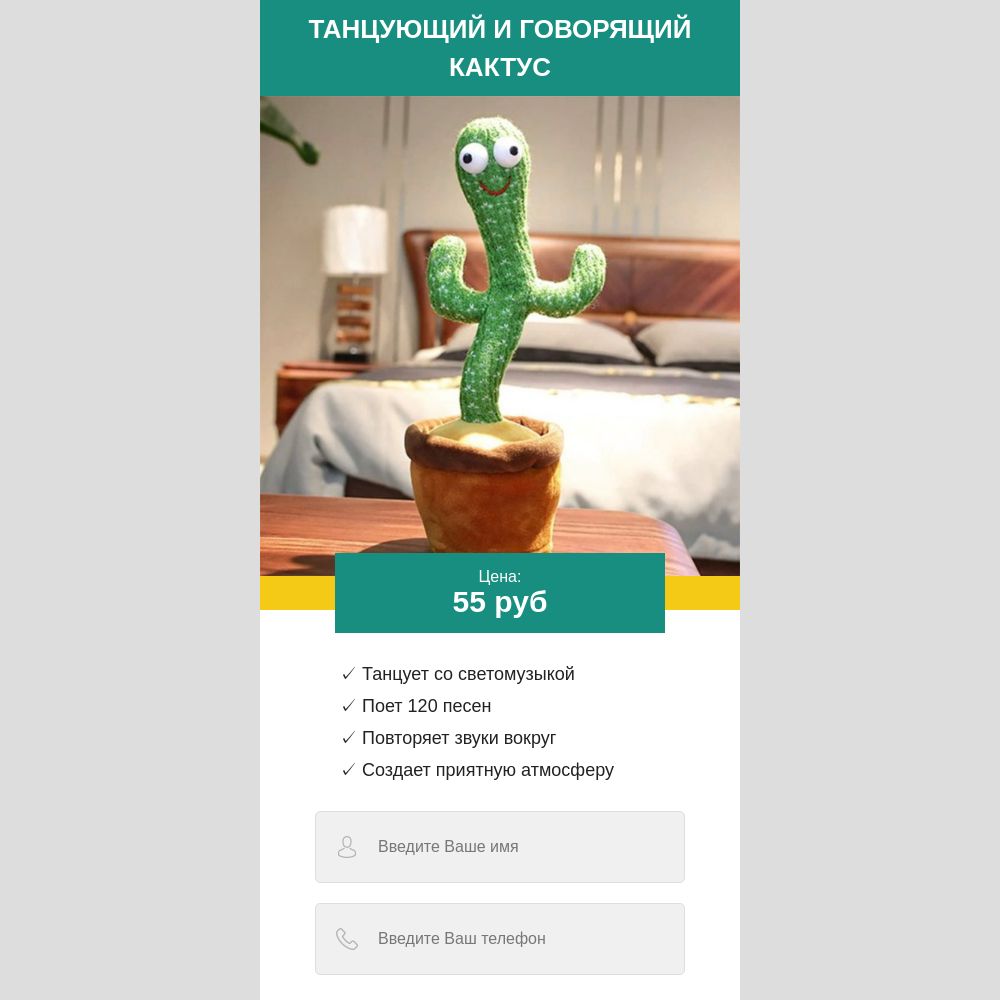 ТАНЦУЮЩИЙ И ГОВОРЯЩИЙ
КАКТУС
Цена:
55 руб
✓ Танцует со светомузыкой
✓ Поет 120 песен
✓ Повторяет звуки вокруг
✓ Создает приятную атмосферу
Введите Ваше имя
Введите Ваш телефон